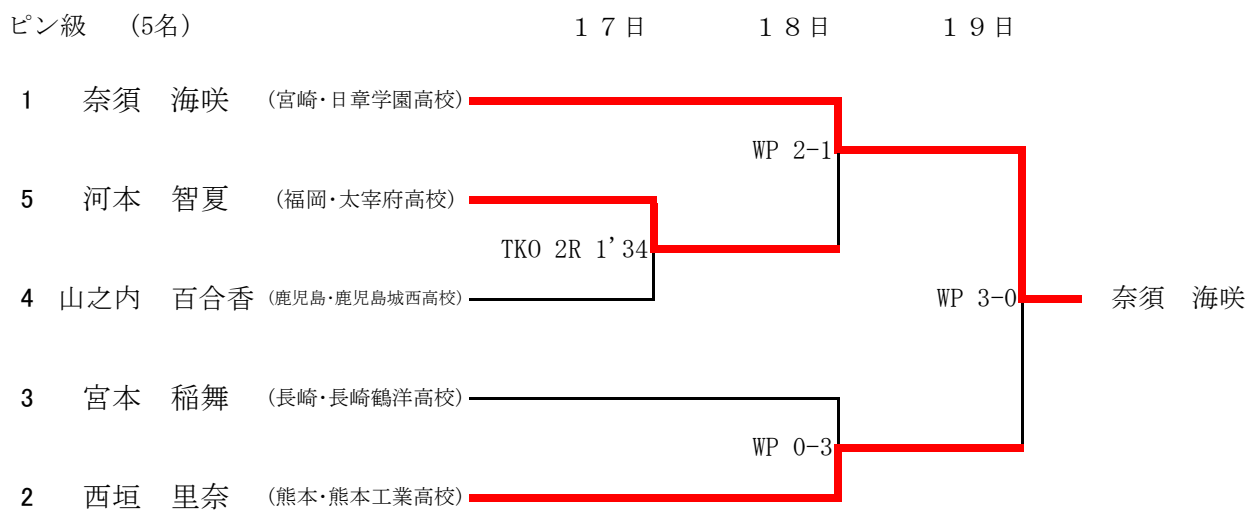 ピン級　(5名)　１７日　１８日　１９日
1　奈須　海咲　(宮崎・日章学園高校)
WP 2-1
5　河本　智夏　(福岡・太宰府高校)
TKO 2R 1'34
4　山之内　百合香　(鹿児島・鹿児島城西高校)　WP 3-0　奈須　海咲
3　宮本　稲舞　(長崎・長崎鶴洋高校)
WP 0-3
2　西垣　里奈　(熊本・熊本工業高校)